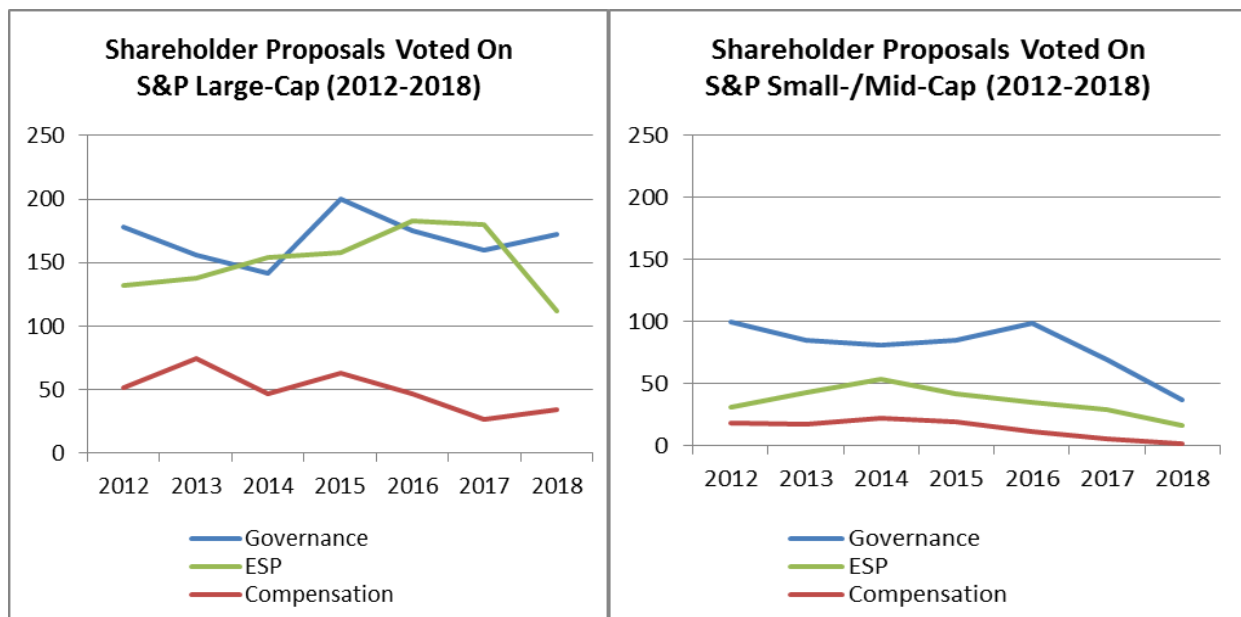 Shareholder Proposals Voted On
S&P Large-Cap (2012-2018)
250
200
150
100
50
0
2012 2013 2014 2015 2016 2017 2018
Governance
ESP
Compensation
Shareholder Proposals Voted On
S&P Small-/Mid-Cap (2012-2018)
250
200
150
100
50
0
2012 2013 2014 2015 2016 2017 2018
Governance
ESP
Compensation